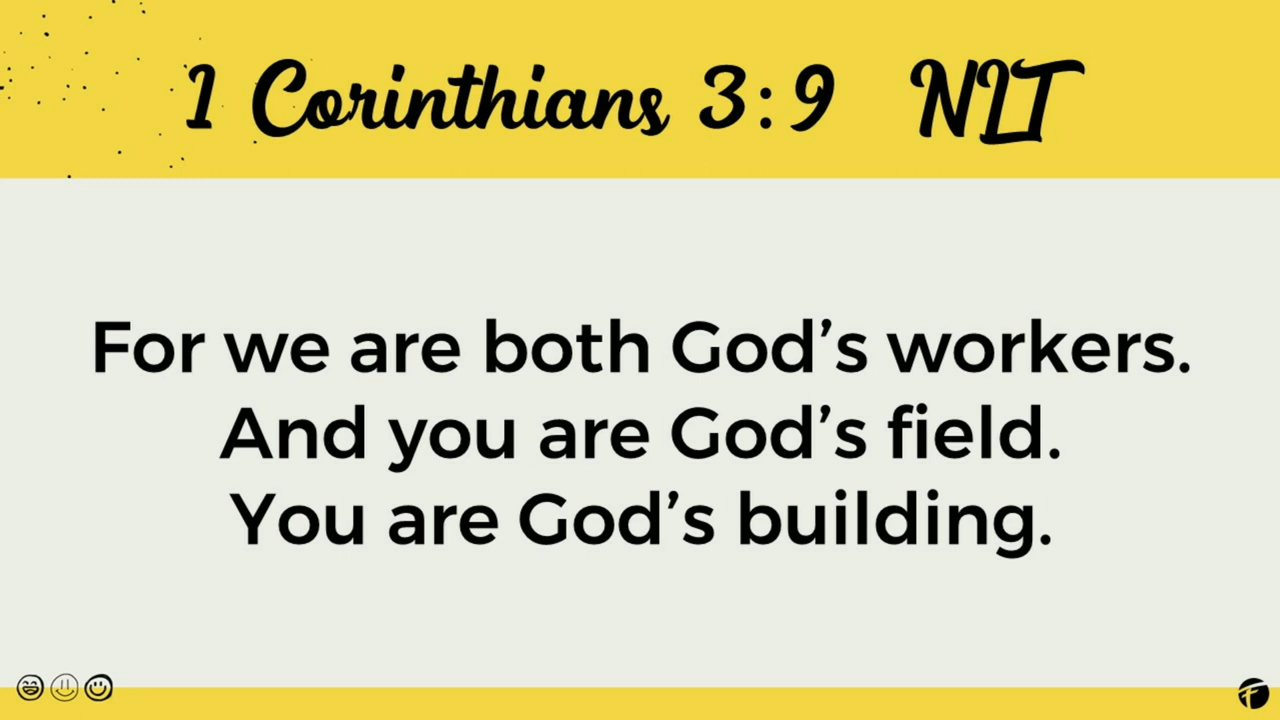 1 Corinthians 3:9 NLT
For we are both God’s workers.
And you are God’s field.
You are God’s building.